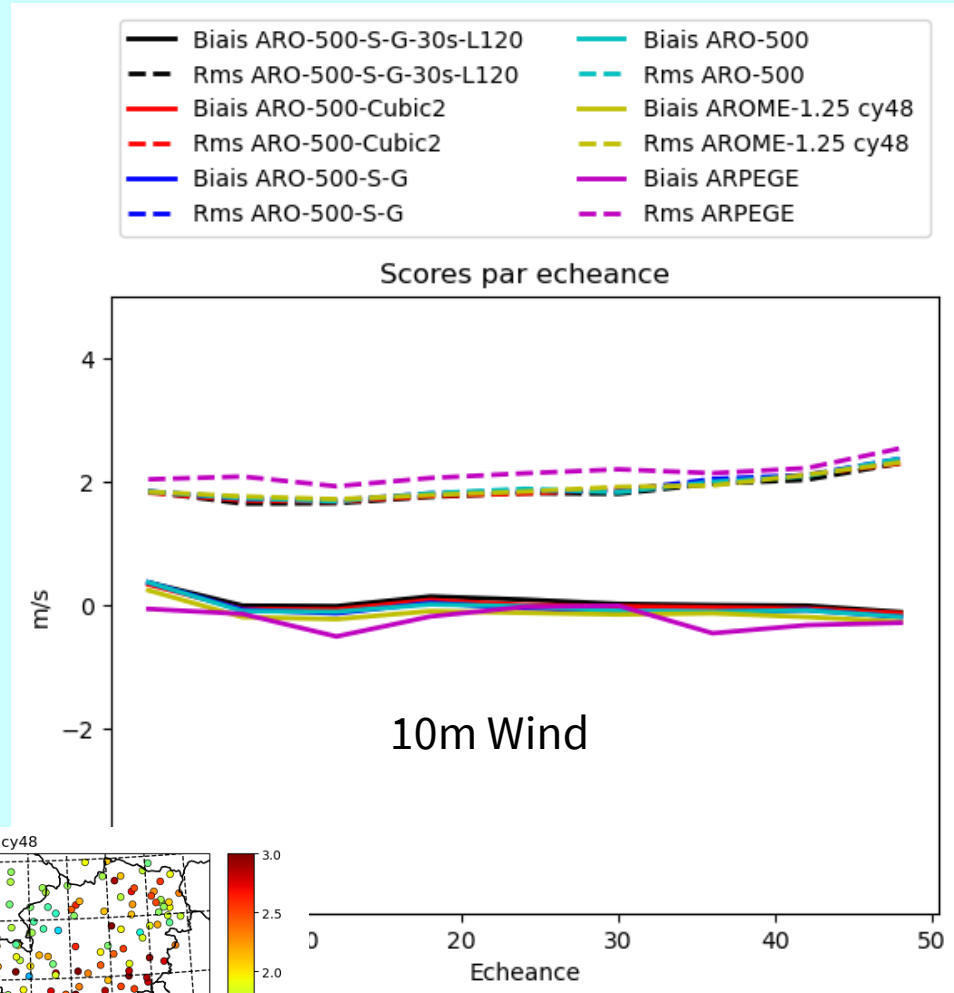 Biais ARO-500-S-G-30s-L120
Rms ARO-500-S-G-30s-L120
Biais ARO-500-Cubic2
Rms ARO-500-Cubic2
Biais ARO-500-S-G
Rms ARO-500-S-G
Biais ARO-500
Rms ARO-500
Biais AROME-1.25 cy48
Rms AROME-1.25 cy48
Biais ARPEGE
Rms ARPEGE
Scores par echeance
4
2
0
−2
m/s
10m Wind
cy48
3.0
2.5
2.0
0 20 30 40 50
Echeance